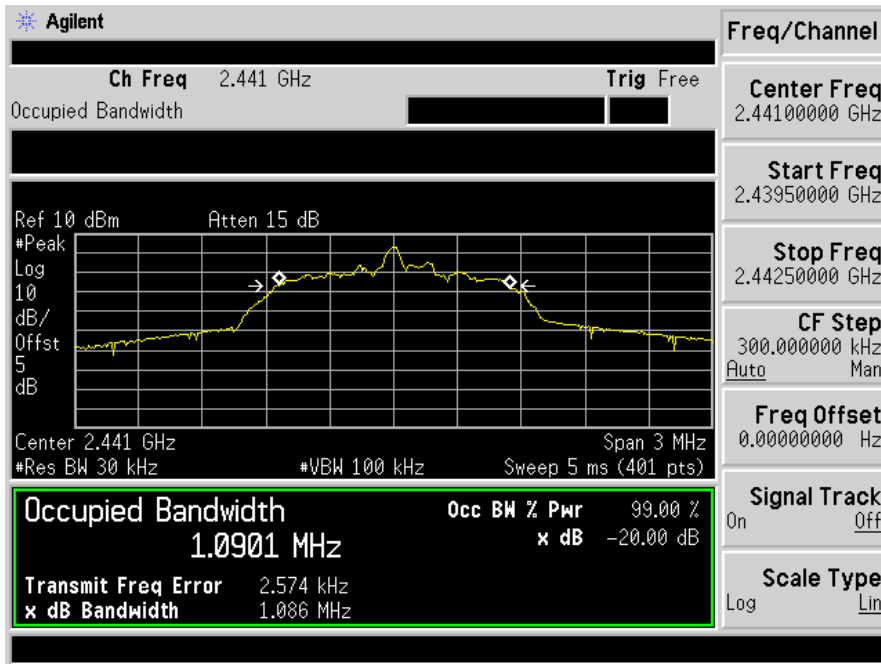 Agilent
Ch Freq 2.441 GHz Trig Free
Occupied Bandwidth
Ref 10 dBm Atten 15 dB
#Peak
Log
10
dB/
Offst
5
dB
Center 2.441 GHz Span 3 MHz
#Res BW 30 kHz #VBW 100 kHz Sweep 5 ms (401 pts)
Occupied Bandwidth Occ BW % Pwr 99.00 %
1.0901 MHz x dB -20.00 dB
Transmit Freq Error 2.574 kHz
x dB Bandwidth 1.086 MHz
Freq/Channel
Center Freq
2.44100000 GHz
Start Freq
2.43950000 GHz
Stop Freq
2.44250000 GHz
CF Step
300.000000 kHz
Auto Man
Freq Offset
0.00000000 Hz
Signal Track
On Off
Scale Type
Log Lin